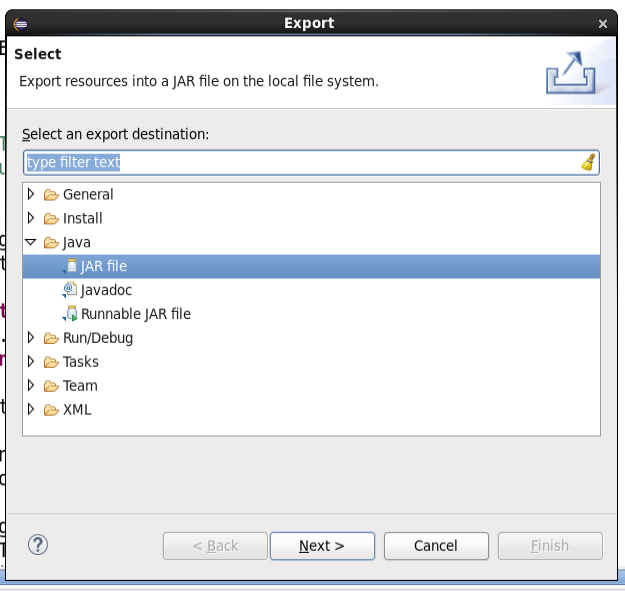 Export
Select
Export resources into a JAR file on the local file system.
Select an export destination:
type filter text
General
Install
Java
JAR file
Javadoc
Runnable JAR file
Run/Debug
Tasks
Team
XML
? < Back Next > Cancel Finish